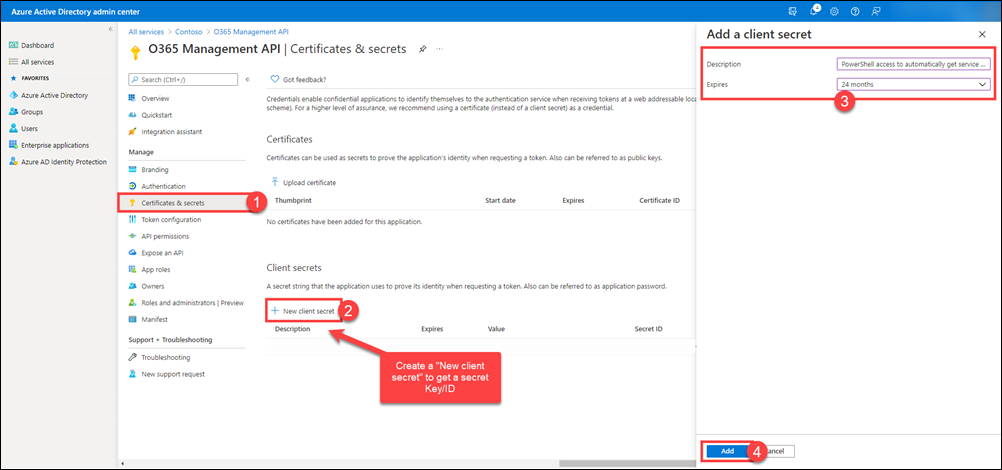 Azure Active Directory admin center
4
«
Dashboard
All services
FAVORITES
Azure Active Directory
Groups
Users
Enterprise applications
Azure AD Identity Protection
All services > Contoso > O365 Management API
O365 Management API | Certificates & secrets
...
Search (Ctrl+/)
«
Overview
Quickstart
Integration assistant
Manage
Branding
Authentication
Certificates & secrets
1
Token configuration
API permissions
Expose an API
App roles
Owners
Roles and administrators | Preview
Manifest
Support + Troubleshooting
Troubleshooting
New support request
Got feedback?
Credentials enable confidential applications to identify themselves to the authentication service when receiving tokens at a web addressable loca
scheme). For a higher level of assurance, we recommend using a certificate (instead of a client secret) as a credential.
Certificates
Certificates can be used as secrets to prove the application's identity when requesting a token. Also can be referred to as public keys.
Upload certificate
Thumbprint Start date Expires Certificate ID
No certificates have been added for this application.
Client secrets
A secret string that the application uses to prove its identity when requesting a token. Also can be referred to as application password.
New client secret
2
Description Expires Value Secret ID
Create a "New client
secret" to get a secret
Key/ID
Add a client secret
Description PowerShell access to automatically get service ...
Expires 24 months
3
Add
4
ancel